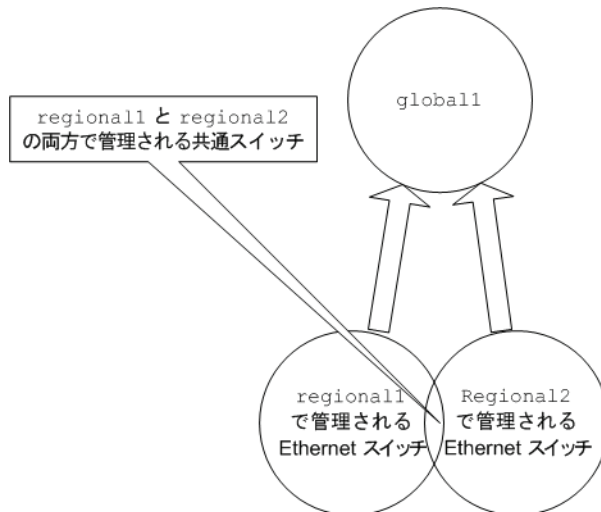 global1
regional1 と regional2
の両方で管理される共通スイッチ
regional1
で管理される
Ethernet スイッチ
Regional2
で管理される
Ethernet スイッチ